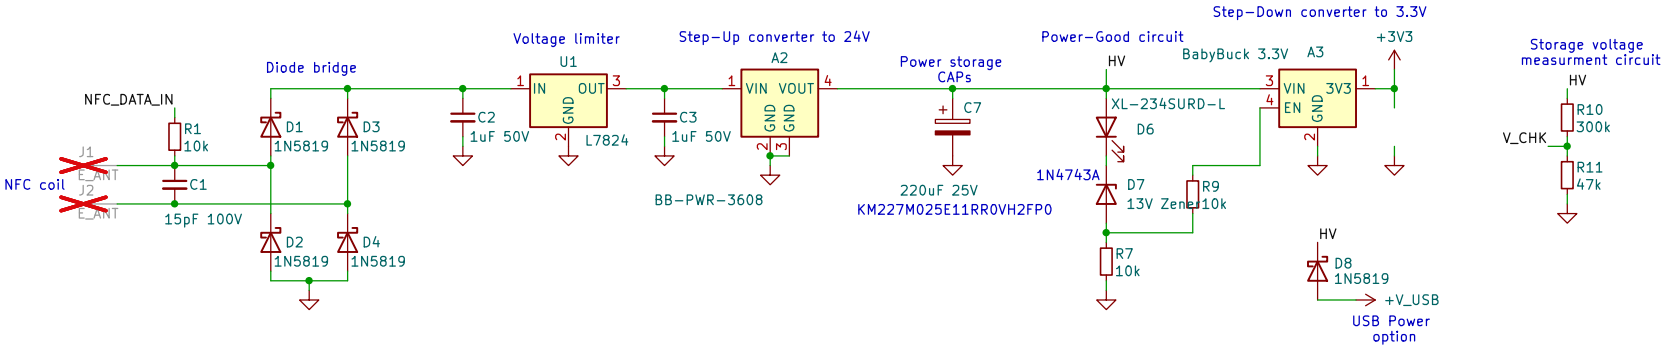 Diode bridge
NFC_DATA_IN
R1
10k
J1
E_ANT
NFC coil
J2
E_ANT
C1
15pF 100V
D1
1N5819
D3
1N5819
D2
1N5819
D4
1N5819
Voltage limiter
U1
1
IN
OUT
3
GND
2
L7824
C2
1uF 50V
C3
1uF 50V
Step-Up converter to 24V
A2
1
VIN
VOUT
4
GND
GND
2
3
BB-PWR-3608
Power storage
CAPs
C7
220uF 25V
KM227M025E11RR0VH2FP0
Power-Good circuit
HV
XL-234SURD-L
D6
1N4743A
D7
13V Zener
R9
10k
R7
10k
Step-Down converter to 3.3V
BabyBuck 3.3V
A3
3
VIN
3V3
1
4
EN
GND
2
+3V3
HV
D8
1N5819
+V_USB
USB Power
option
Storage voltage
measurment circuit
HV
R10
300k
V_CHK
R11
47k